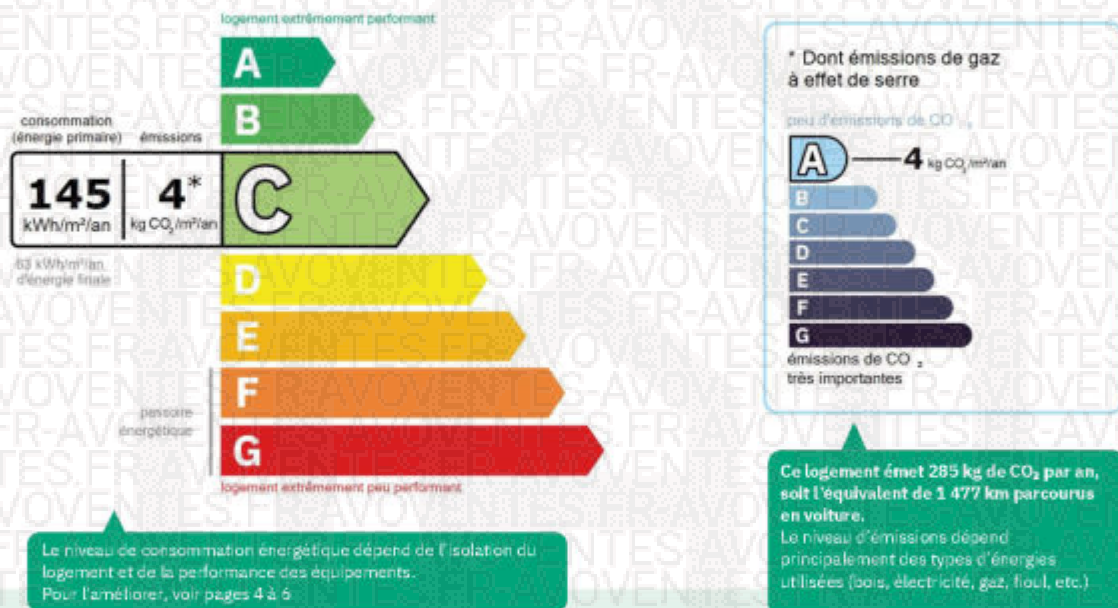 logement extrêmement performant
A
B
consommation
(énergie primaire)
émissions
145
kWh/m²/an
4*
kg CO₂/m²/an
C
63 kWh/m²/an
d'énergie finale
D
E
F
passoire
énergétique
G
logement extrêmement peu performant
Le niveau de consommation énergétique dépend de l'isolation du
logement et de la performance des équipements.
Pour l'améliorer, voir pages 4 à 6
* Dont émissions de gaz
à effet de serre
peu d'émissions de CO₂
A
4 kg CO₂/m²/an
B
C
D
E
F
G
émissions de CO₂
très importantes
Ce logement émet 285 kg de CO₂ par an,
soit l'équivalent de 1 477 km parcourus
en voiture.
Le niveau d'émissions dépend
principalement des types d'énergies
utilisées (bois, électricité, gaz, fioul, etc.)